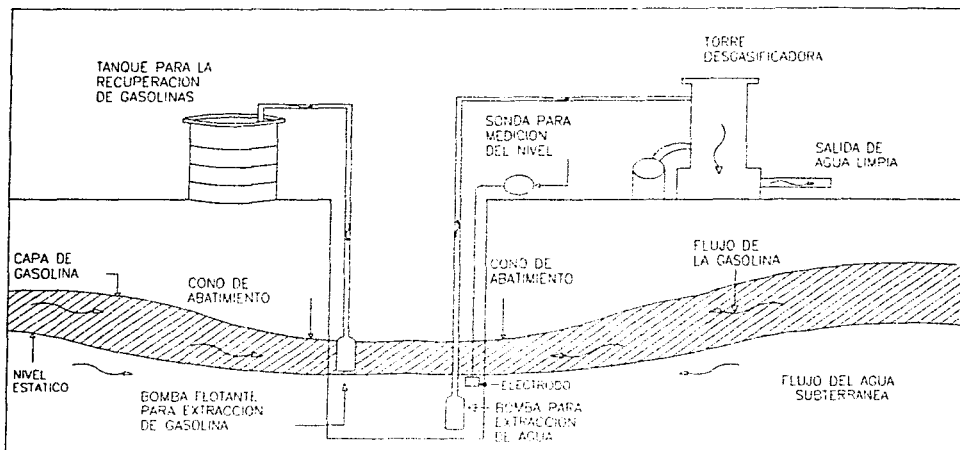 TANQUE PARA LA
RECUPERACION
DE GASOLINAS
TORRE
DESGASIFICADORA
SONDA PARA
MEDICION
DEL NIVEL
SALIDA DE
AGUA LIMPIA
CAPA DE
GASOLINA
CONO DE
ABATIMIENTO
CONO DE
ABATIMIENTO
FLUJO DE
LA GASOLINA
NIVEL
ESTATICO
BOMBA FLOTANTE
PARA EXTRACCION
DE GASOLINA
ELECTRODO
BOMBA PARA
EXTRACCION
DE AGUA
FLUJO DEL AGUA
SUBTERRANEA